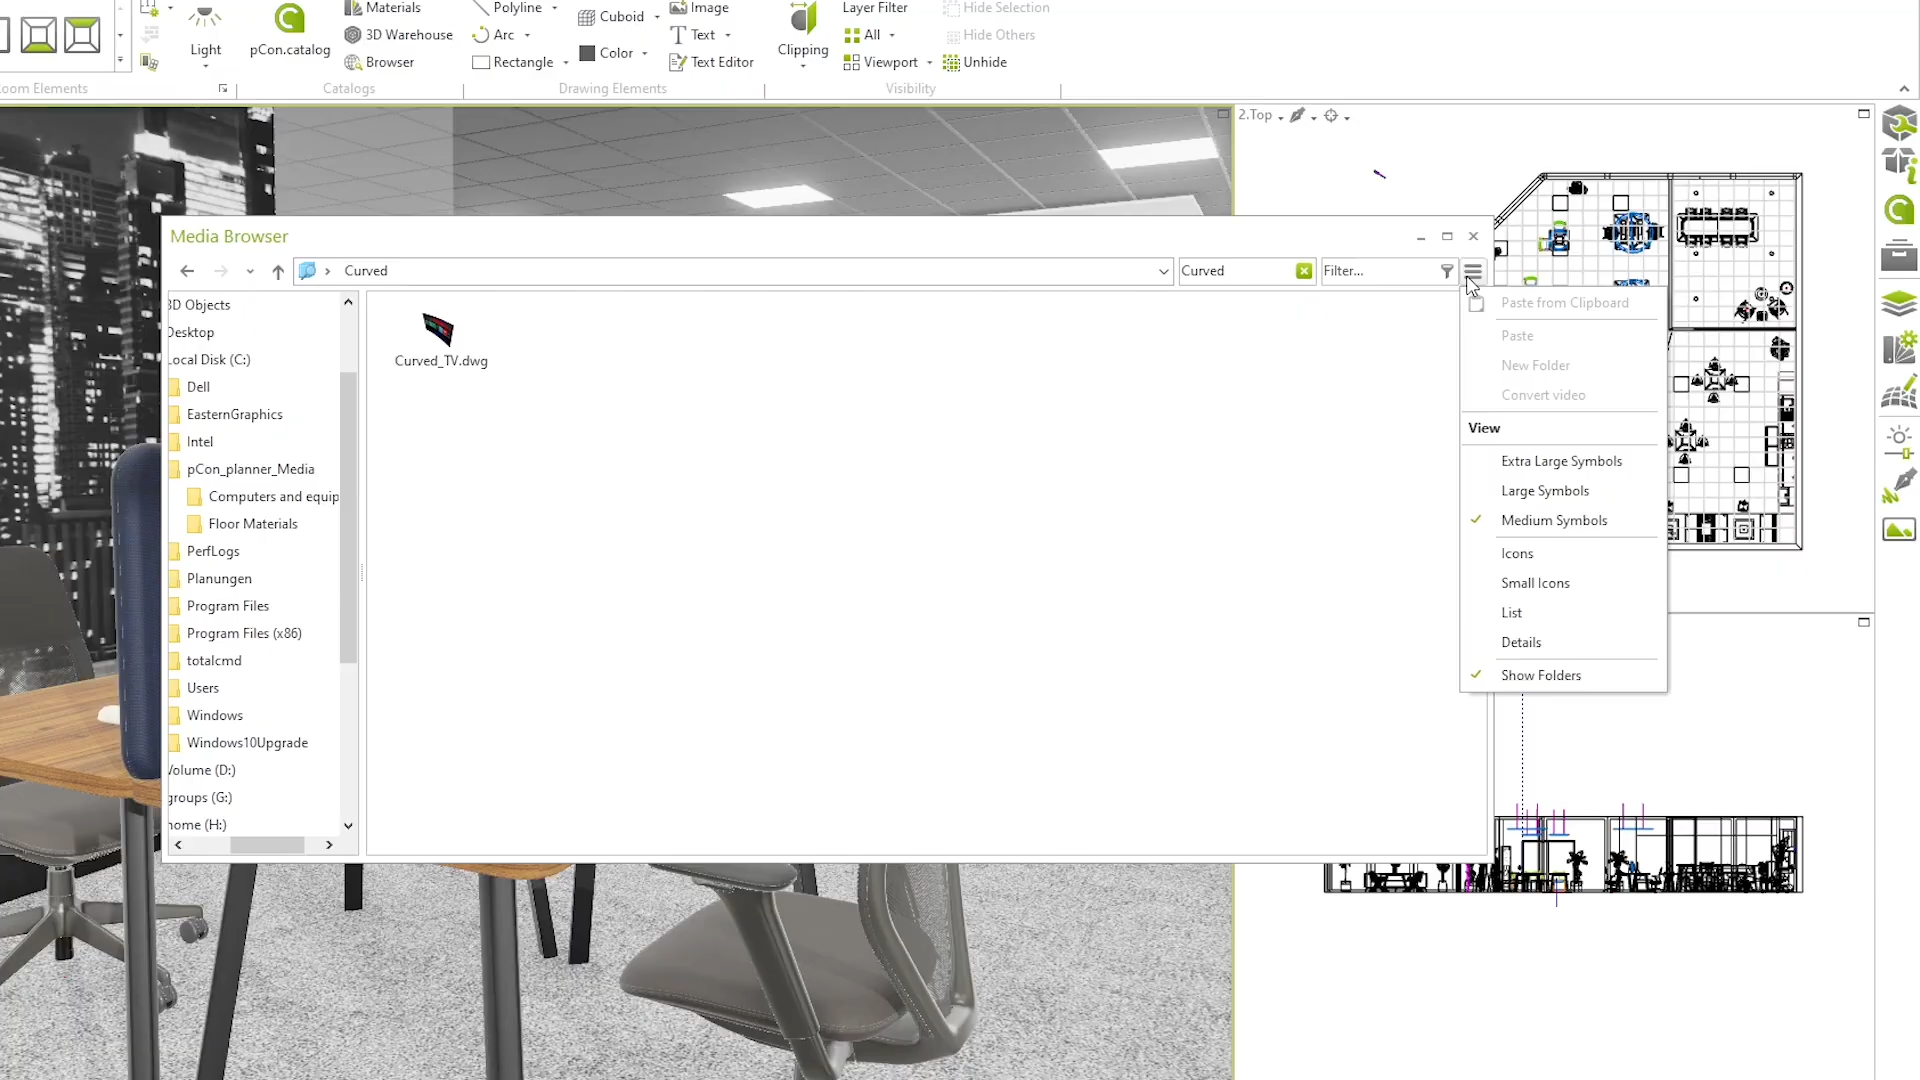 Materials
Polyline
Cuboid
Image
Layer Filter
Hide Selection
3D Warehouse
Arc
Text
All
Hide Others
Light
pCon.catalog
Color
Clipping
Browser
Rectangle
Text Editor
Viewport
Unhide
oom Elements
Catalogs
Drawing Elements
Visibility
2.Top
Media Browser
Curved
Curved
Filter...
3D Objects
Desktop
Local Disk (C:)
Dell
EasternGraphics
Intel
pCon_planner_Media
Computers and equip
Floor Materials
PerfLogs
Planungen
Program Files
Program Files (x86)
totalcmd
Users
Windows
Windows10Upgrade
Volume (D:)
groups (G:)
home (H:)
Curved_TV.dwg
Paste from Clipboard
Paste
New Folder
Convert video
View
Extra Large Symbols
Large Symbols
Medium Symbols
Icons
Small Icons
List
Details
Show Folders